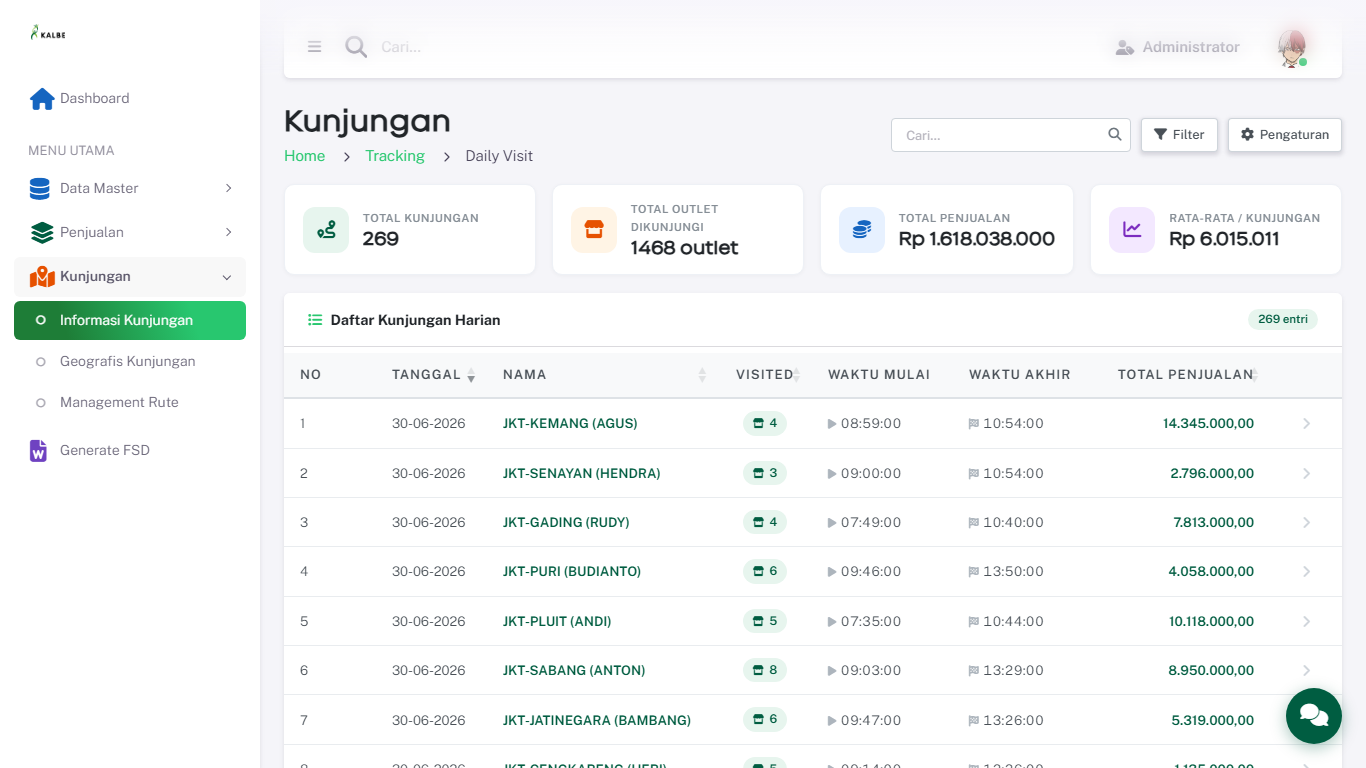 KALBE
Dashboard
MENU UTAMA
Data Master
Penjualan
Kunjungan
Informasi Kunjungan
Geografis Kunjungan
Management Rute
Generate FSD
Cari...
Administrator
Kunjungan
Home > Tracking > Daily Visit
Cari...
Filter
Pengaturan
TOTAL KUNJUNGAN
269
TOTAL OUTLET
DIKUNJUNGI
1468 outlet
TOTAL PENJUALAN
Rp 1.618.038.000
RATA-RATA / KUNJUNGAN
Rp 6.015.011
Daftar Kunjungan Harian
269 entri
NO TANGGAL NAMA VISITED WAKTU MULAI WAKTU AKHIR TOTAL PENJUALAN
1 30-06-2026 JKT-KEMANG (AGUS) 4 08:59:00 10:54:00 14.345.000,00
2 30-06-2026 JKT-SENAYAN (HENDRA) 3 09:00:00 10:54:00 2.796.000,00
3 30-06-2026 JKT-GADING (RUDY) 4 07:49:00 10:40:00 7.813.000,00
4 30-06-2026 JKT-PURI (BUDIANTO) 6 09:46:00 13:50:00 4.058.000,00
5 30-06-2026 JKT-PLUIT (ANDI) 5 07:35:00 10:44:00 10.118.000,00
6 30-06-2026 JKT-SABANG (ANTON) 8 09:03:00 13:29:00 8.950.000,00
7 30-06-2026 JKT-JATINEGARA (BAMBANG) 6 09:47:00 13:26:00 5.319.000,00